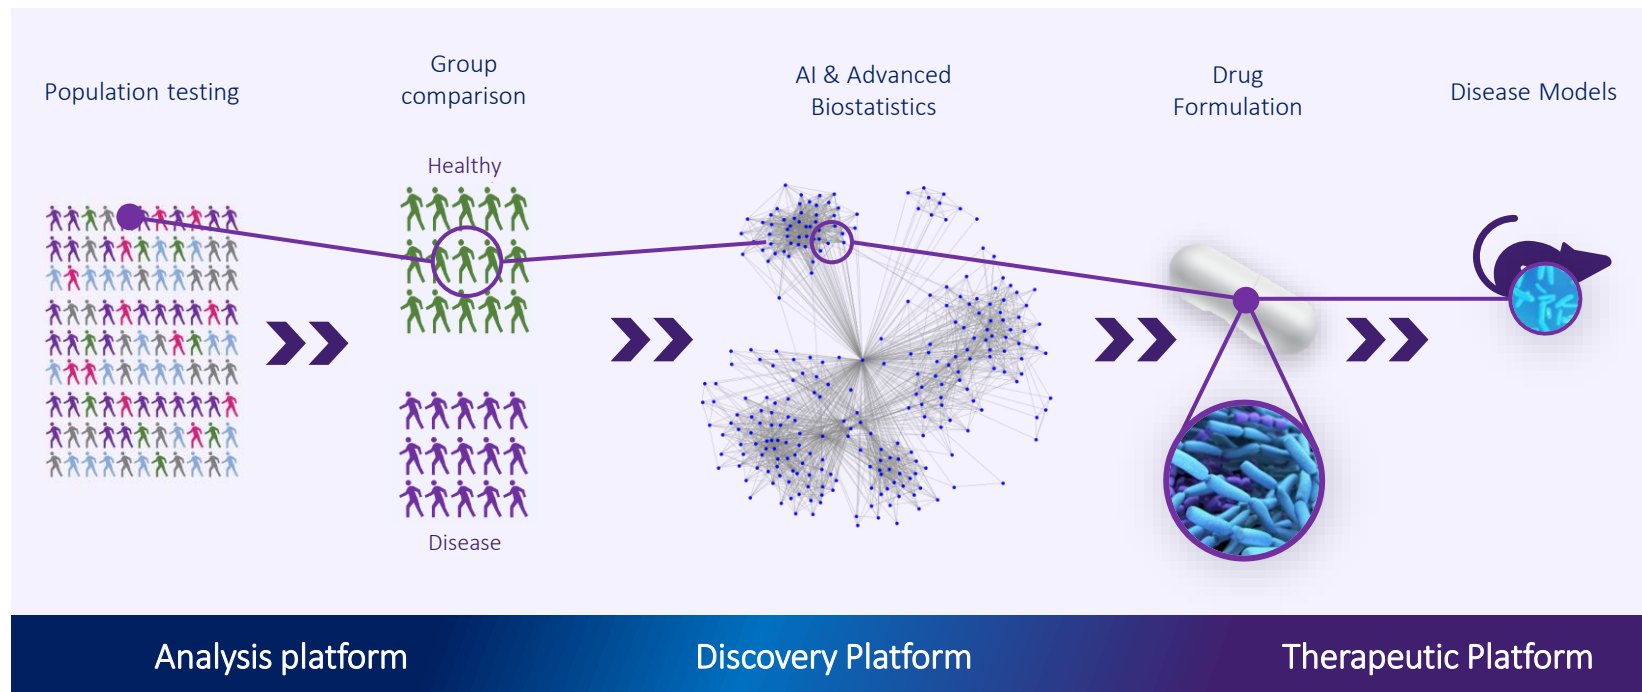 Population testing
Group
comparison
AI & Advanced
Biostatistics
Drug
Formulation
Disease Models
Healthy
Disease
Analysis platform
Discovery Platform
Therapeutic Platform